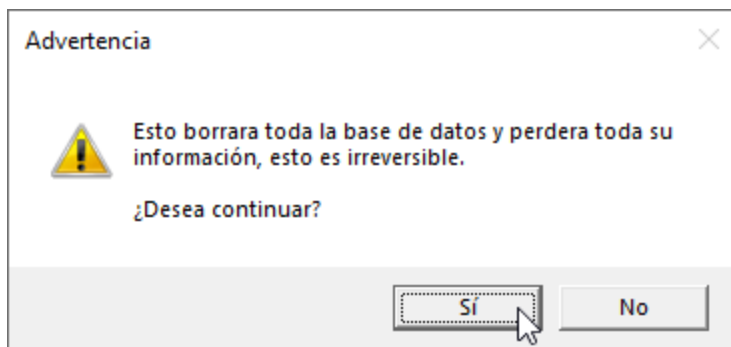 Advertencia
Esto borrara toda la base de datos y perdera toda su
información, esto es irreversible.
¿Desea continuar?
Sí
No